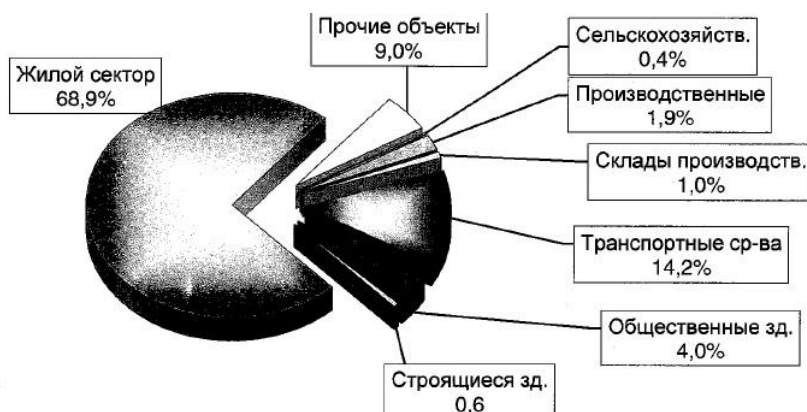 Прочие объекты
9,0%
Сельскохозяйств.
0,4%
Жилой сектор
68,9%
Производственные
1,9%
Склады производств.
1,0%
Транспортные ср-ва
14,2%
Общественные зд.
4,0%
Строящиеся зд.
0,6